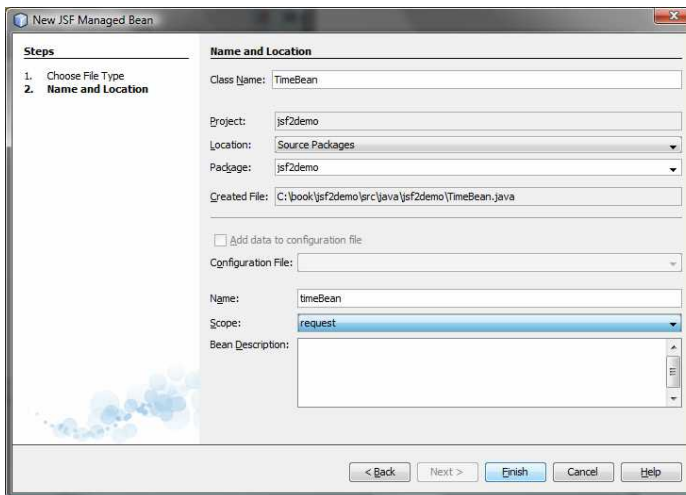 New JSF Managed Bean
Steps
1. Choose File Type
2. Name and Location
Name and Location
Class Name: TimeBean
Project: jsf2demo
Location: Source Packages
Package: jsf2demo
Created File: C:\book\jsf2demo\src\java\jsf2demo\TimeBean.java
Add data to configuration file
Configuration File:
Name: timeBean
Scope: request
Bean Description:
< Back Next > Finish Cancel Help